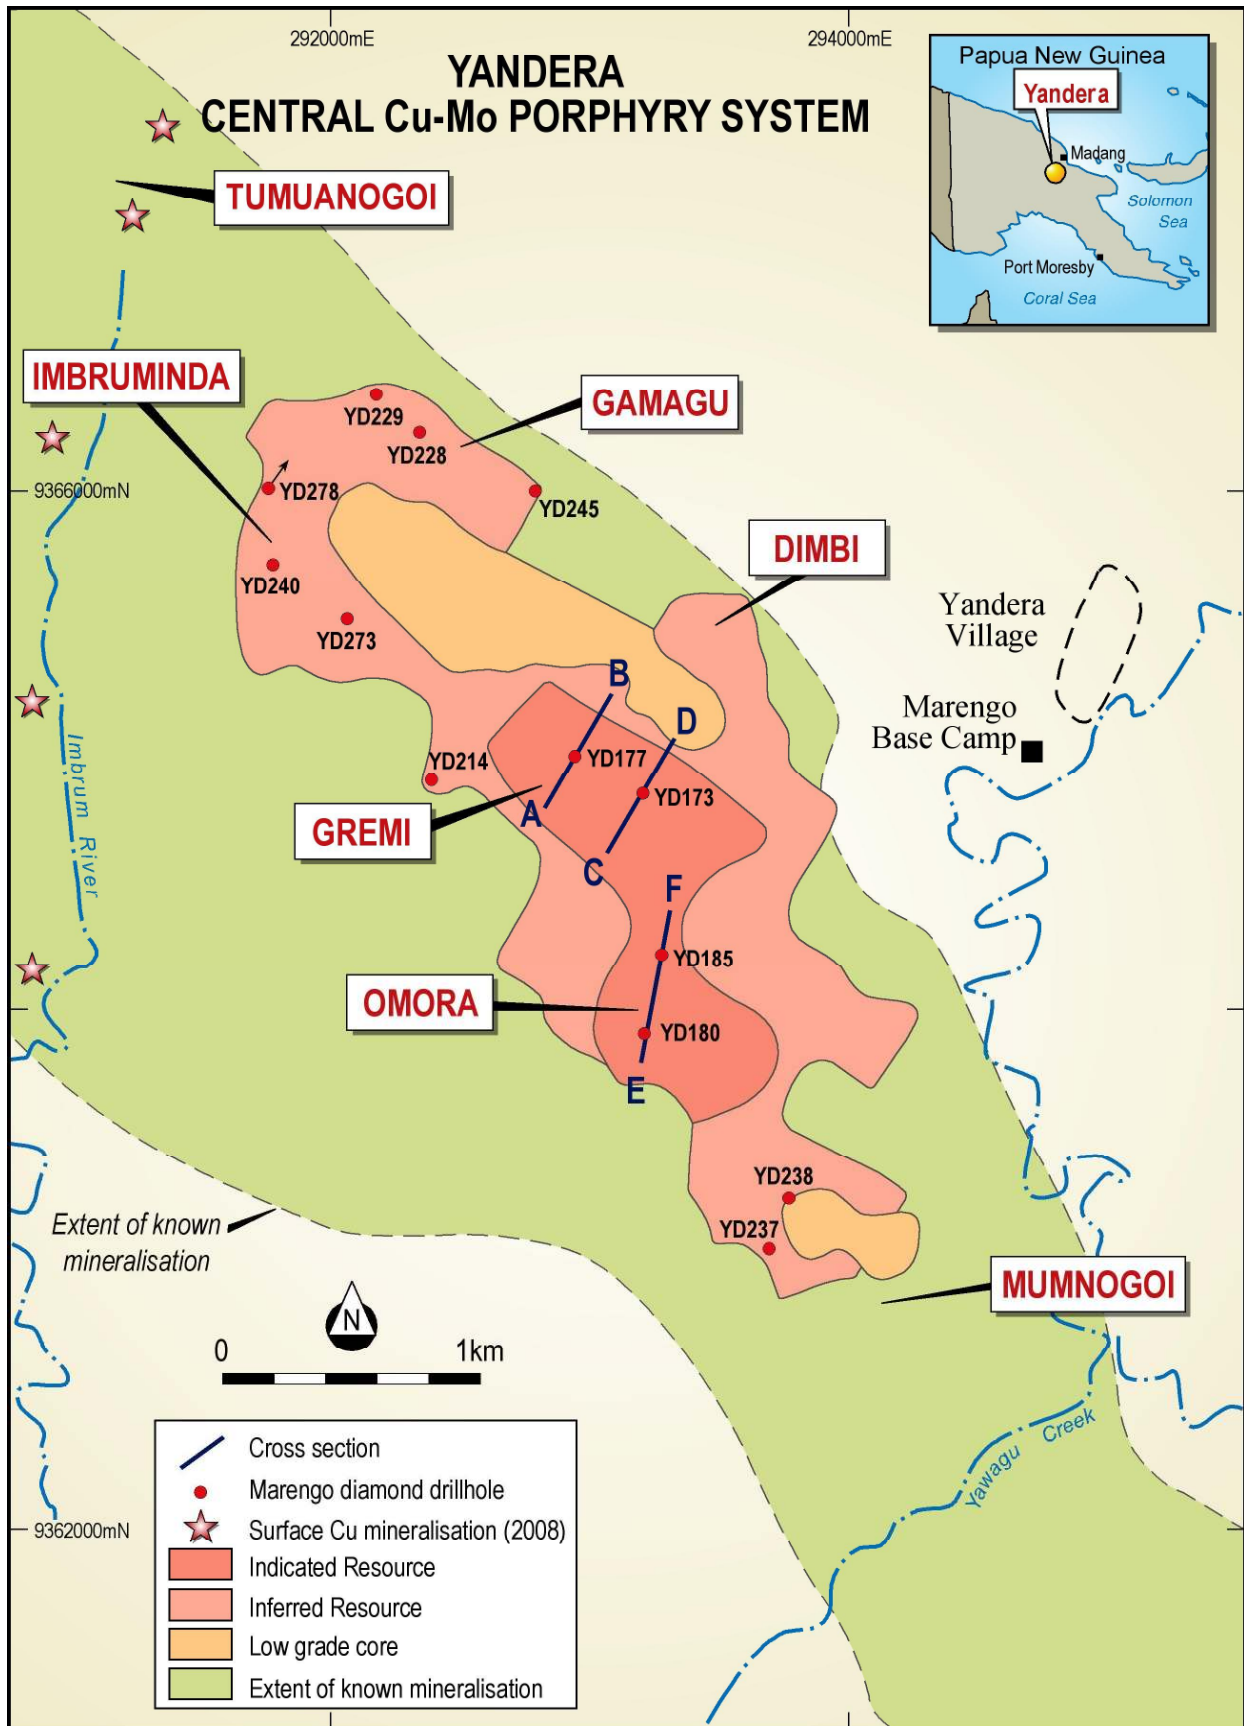 292000mE
294000mE
YANDERA
CENTRAL Cu-Mo PORPHYRY SYSTEM
Papua New Guinea
Yandera
Madang
Solomon
Sea
Port Moresby
Coral Sea
TUMUANOGOI
IMBRUMINDA
GAMAGU
YD229
YD228
YD278
9366000mN
YD245
DIMBI
YD240
YD273
Yandera
Village
B
D
Marengo
Base Camp
YD177
YD214
YD173
A
GREMI
C
Imbrum River
F
YD185
OMORA
YD180
E
YD238
YD237
Extent of known
mineralisation
MUMNOGOI
N
0
1km
Yawagu Creek
Cross section
Marengo diamond drillhole
9362000mN
Surface Cu mineralisation (2008)
Indicated Resource
Inferred Resource
Low grade core
Extent of known mineralisation